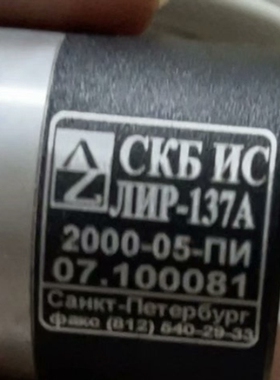 СКБ ИС
ЛИР-137А
2000-05-ПИ
07.100081
Санкт-Петербург
факс (812) 540-29-33